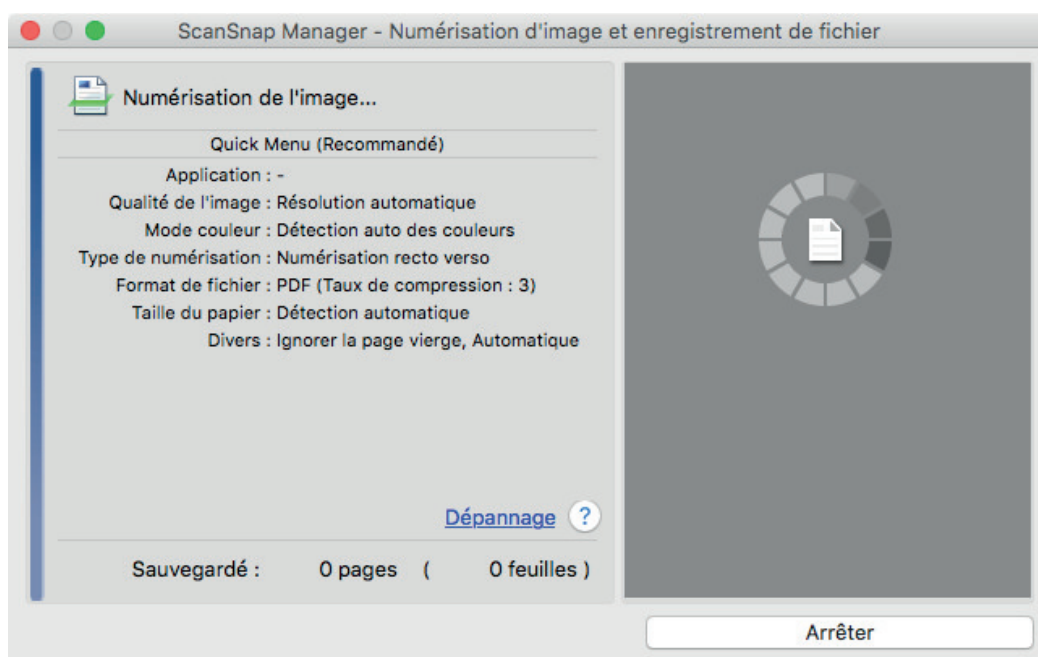 ScanSnap Manager - Numérisation d'image et enregistrement de fichier
Numérisation de l'image...
Quick Menu (Recommandé)
Application : -
Qualité de l'image : Résolution automatique
Mode couleur : Détection auto des couleurs
Type de numérisation : Numérisation recto verso
Format de fichier : PDF (Taux de compression : 3)
Taille du papier : Détection automatique
Divers : Ignorer la page vierge, Automatique
Dépannage ?
Sauvegardé : 0 pages ( 0 feuilles )
Arrêter